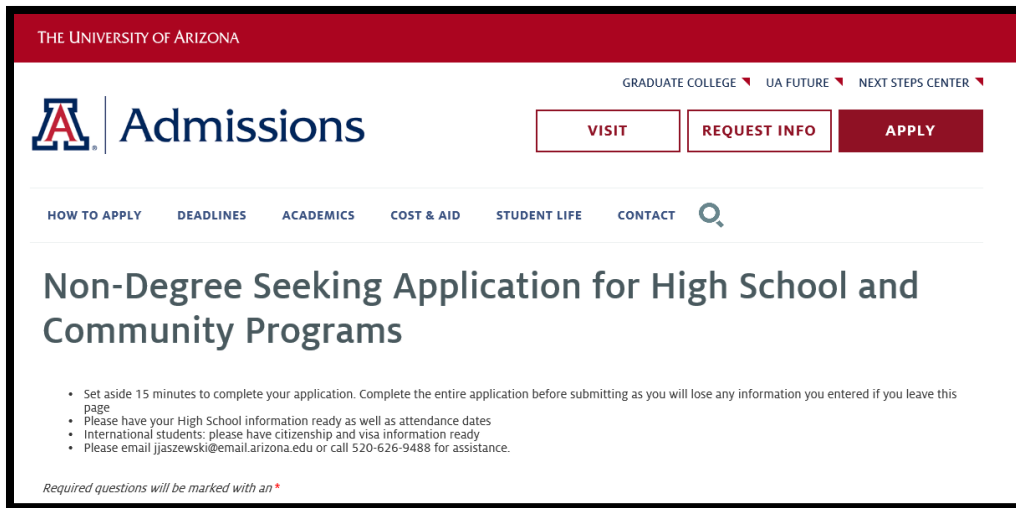 THE UNIVERSITY OF ARIZONA
GRADUATE COLLEGE UA FUTURE NEXT STEPS CENTER
A. Admissions
VISIT REQUEST INFO APPLY
HOW TO APPLY DEADLINES ACADEMICS COST & AID STUDENT LIFE CONTACT
Non-Degree Seeking Application for High School and
Community Programs
• Set aside 15 minutes to complete your application. Complete the entire application before submitting as you will lose any information you entered if you leave this
page
• Please have your High School information ready as well as attendance dates
• International students: please have citizenship and visa information ready
• Please email jjaszewski@email.arizona.edu or call 520-626-9488 for assistance.
Required questions will be marked with an *